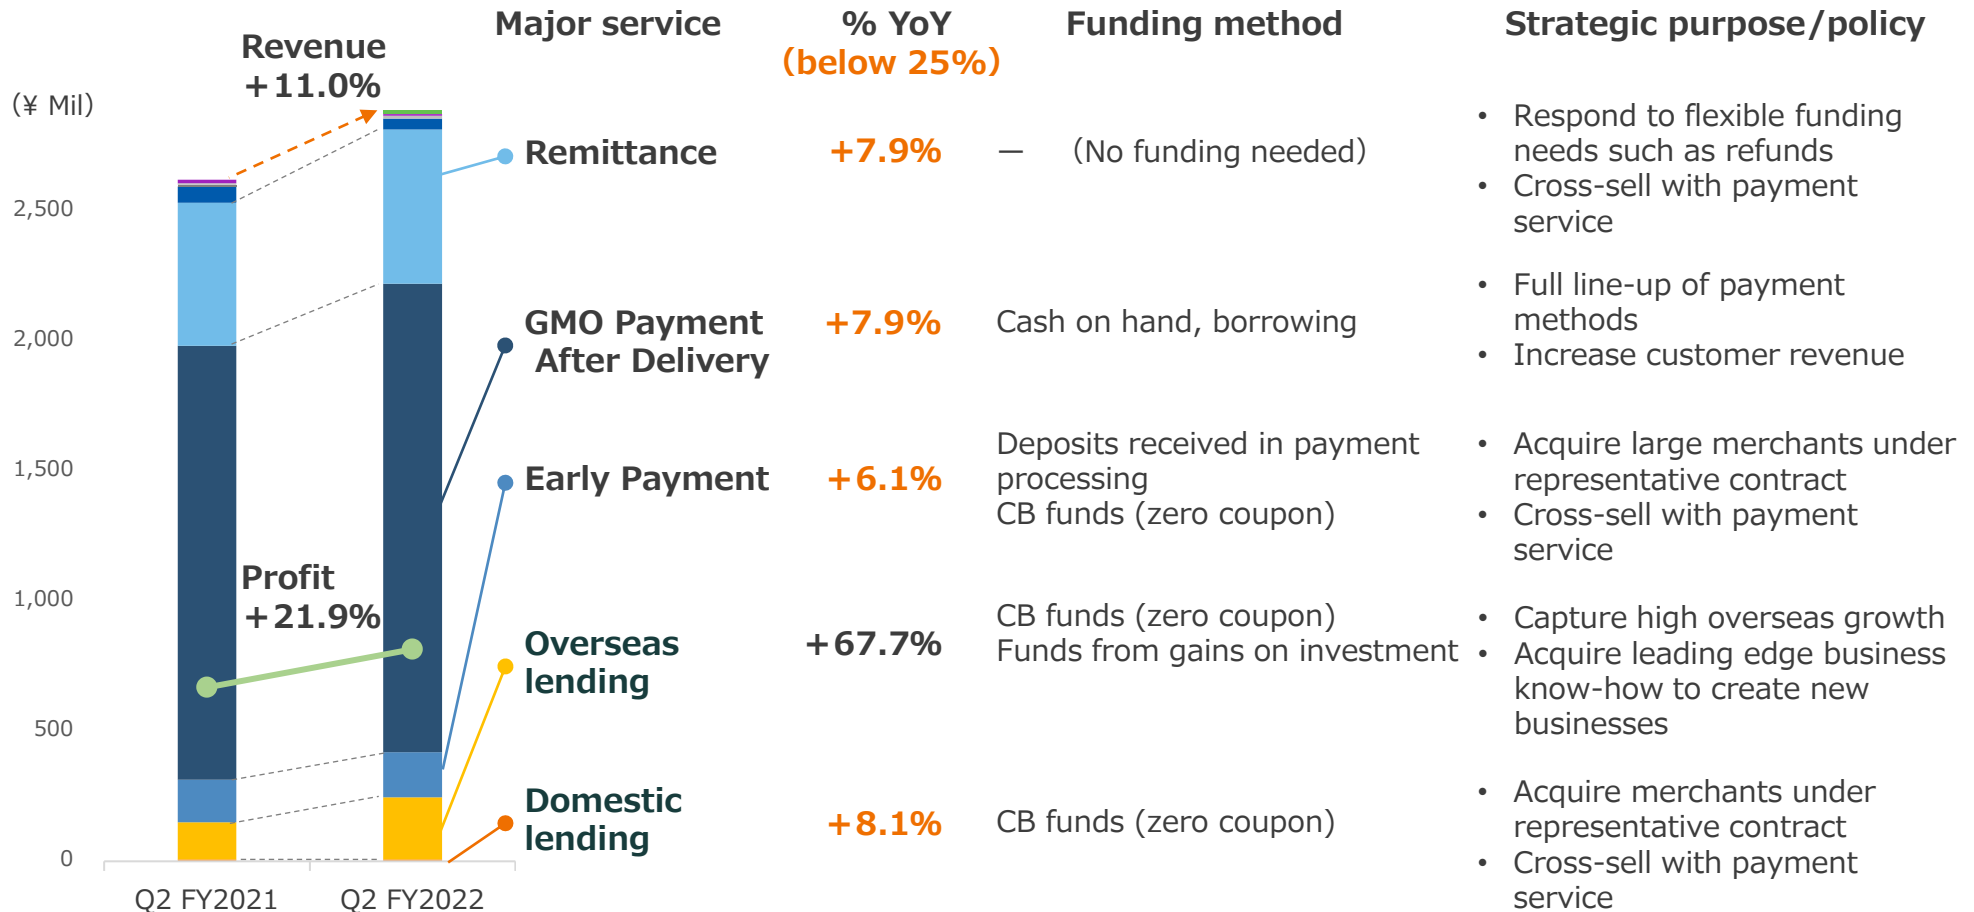 Major service
% YoY
(below 25%)
Funding method
Strategic purpose/policy
Revenue
+11.0%
(¥ Mil)
2,500
2,000
1,500
1,000
500
0
Profit
+21.9%
Q2 FY2021
Q2 FY2022
Remittance
+7.9%
— (No funding needed)
• Respond to flexible funding
needs such as refunds
• Cross-sell with payment
service
GMO Payment
After Delivery
+7.9%
Cash on hand, borrowing
• Full line-up of payment
methods
• Increase customer revenue
Early Payment
+6.1%
Deposits received in payment
processing
CB funds (zero coupon)
• Acquire large merchants under
representative contract
• Cross-sell with payment
service
Overseas
lending
+67.7%
CB funds (zero coupon)
Funds from gains on investment
• Capture high overseas growth
• Acquire leading edge business
know-how to create new
businesses
Domestic
lending
+8.1%
CB funds (zero coupon)
• Acquire merchants under
representative contract
• Cross-sell with payment
service